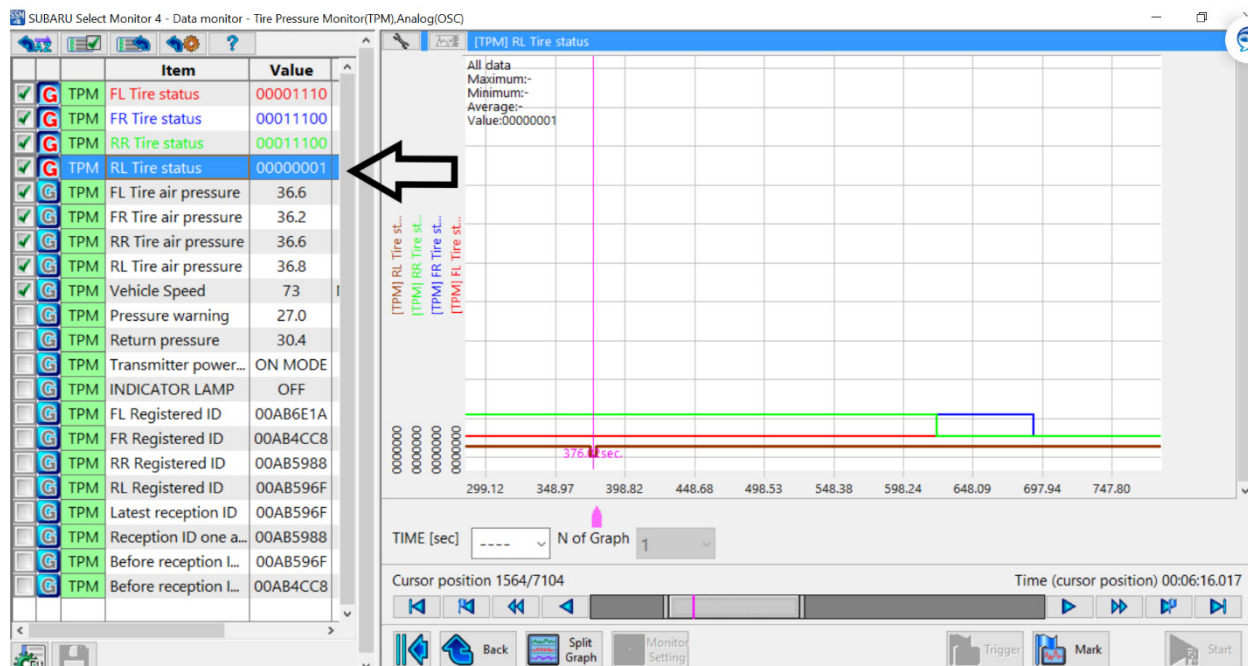 SUBARU Select Monitor 4 - Data monitor - Tire Pressure Monitor(TPM),Analog(OSC)
Item Value
G TPM FL Tire status 00001110
G TPM FR Tire status 00011100
G TPM RR Tire status 00011100
G TPM RL Tire status 00000001
G TPM FL Tire air pressure 36.6
G TPM FR Tire air pressure 36.2
G TPM RR Tire air pressure 36.6
G TPM RL Tire air pressure 36.8
G TPM Vehicle Speed 73
G TPM Pressure warning 27.0
G TPM Return pressure 30.4
G TPM Transmitter power... ON MODE
G TPM INDICATOR LAMP OFF
G TPM FL Registered ID 00AB6E1A
G TPM FR Registered ID 00AB4CC8
G TPM RR Registered ID 00AB5988
G TPM RL Registered ID 00AB596F
G TPM Latest reception ID 00AB596F
G TPM Reception ID one a... 00AB5988
G TPM Before reception I... 00AB596F
G TPM Before reception I... 00AB4CC8
[TPM] RL Tire status
All data
Maximum:-
Minimum:-
Average:-
Value:00000001
[TPM] RL Tire st...
[TPM] RR Tire st...
[TPM] FR Tire st...
[TPM] FL Tire st...
00000000
00000000
00000000
00000000
299.12 348.97 398.82 448.68 498.53 548.38 598.24 648.09 697.94 747.80
TIME [sec] ---- N of Graph 1
Cursor position 1564/7104 Time (cursor position) 00:06:16.017
Back Split Graph Monitor Setting Trigger Mark Start